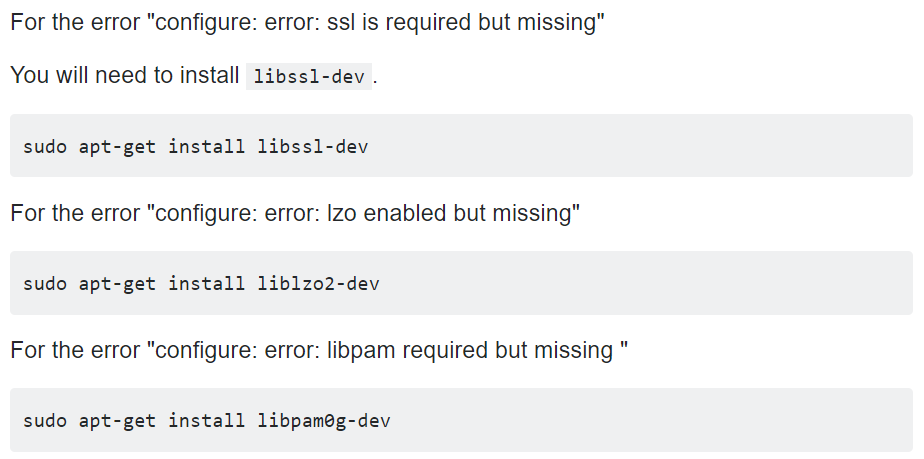 For the error "configure: error: ssl is required but missing"
You will need to install libssl-dev.
sudo apt-get install libssl-dev
For the error "configure: error: lzo enabled but missing"
sudo apt-get install liblzo2-dev
For the error "configure: error: libpam required but missing "
sudo apt-get install libpam0g-dev